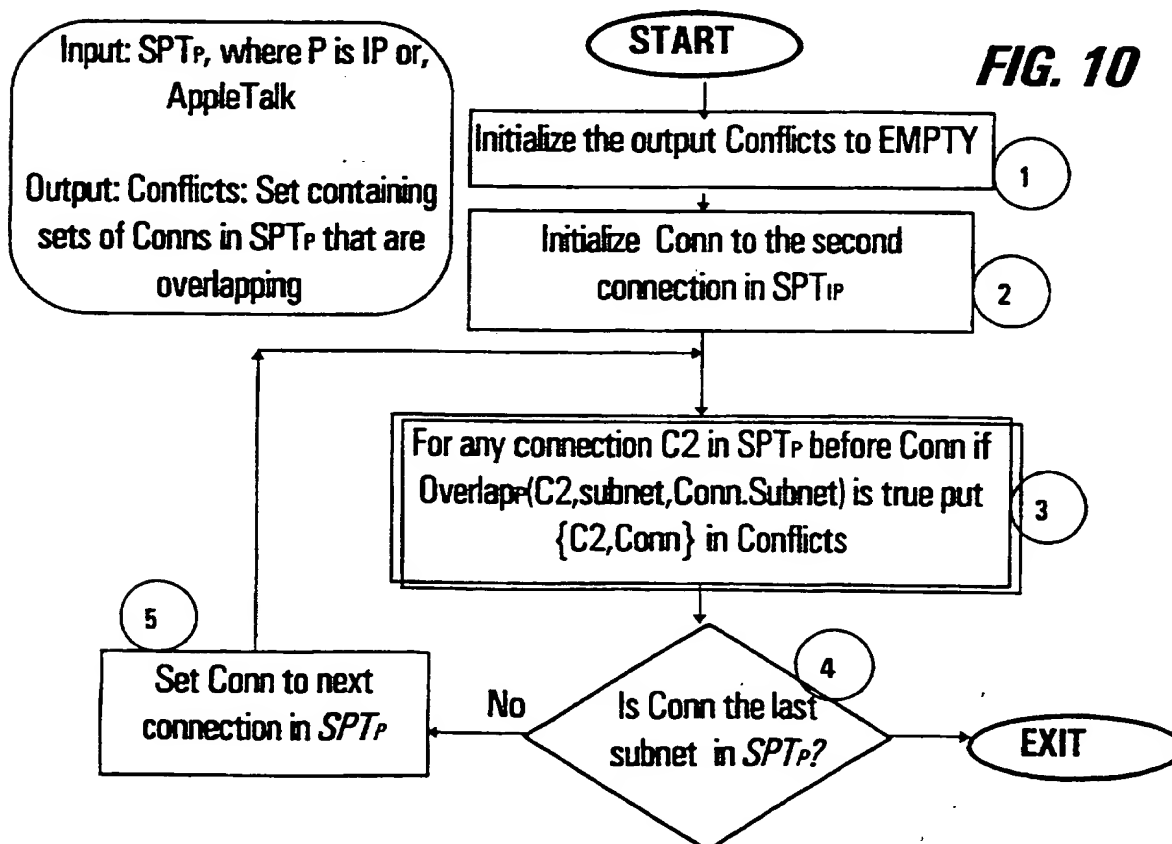 Input: SPTP, where P is IP or,
AppleTalk
Output: Conflicts: Set containing
sets of Conns in SPTP that are
overlapping
START
FIG. 10
Initialize the output Conflicts to EMPTY
1
Initialize Conn to the second
connection in SPTIP
2
For any connection C2 in SPTP before Conn if
OverlapP(C2,subnet,Conn.Subnet) is true put
{C2,Conn} in Conflicts
3
4
Is Conn the last
subnet in SPTP?
No
5
Set Conn to next
connection in SPTP
EXIT